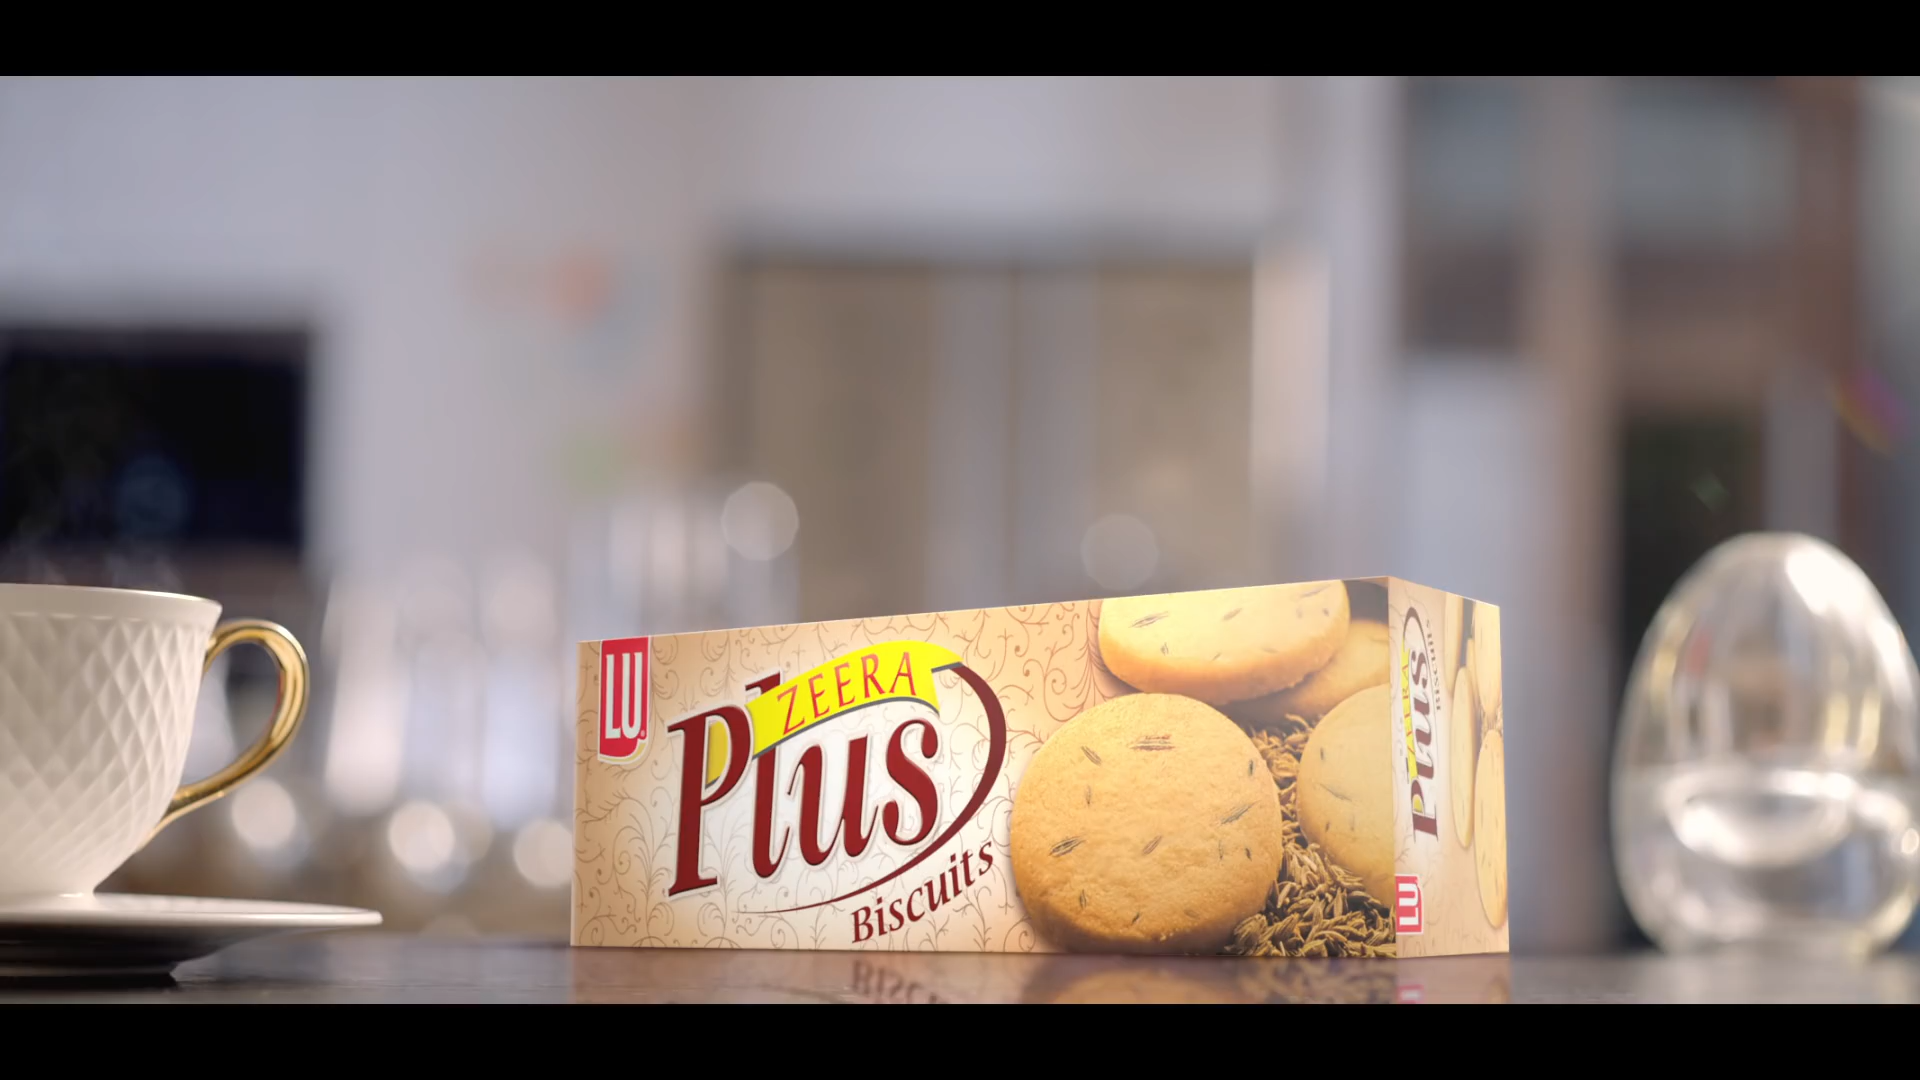 LU
ZEERA
Plus
Biscuits
ZEERA
Plus
Biscuits
LU